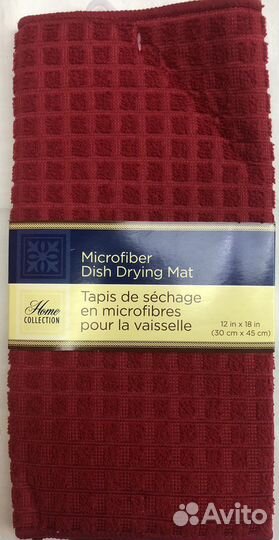 Microfiber
Dish Drying Mat
Home
COLLECTION
Tapis de séchage
en microfibres
pour la vaisselle
12 in x 18 in
(30 cm x 45 cm)
Avito